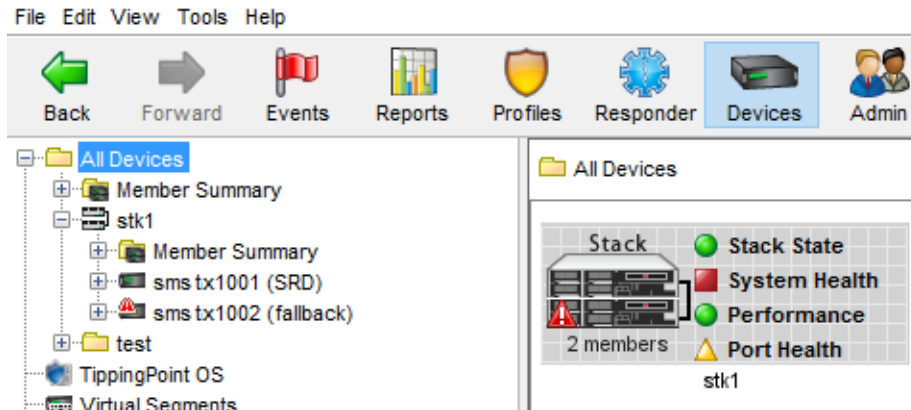 File Edit View Tools Help
Back Forward Events Reports Profiles Responder Devices Admin
All Devices
Member Summary
stk1
Member Summary
sms tx1001 (SRD)
sms tx1002 (fallback)
test
TippingPoint OS
Virtual Segments
All Devices
Stack
2 members
Stack State
System Health
Performance
Port Health
stk1